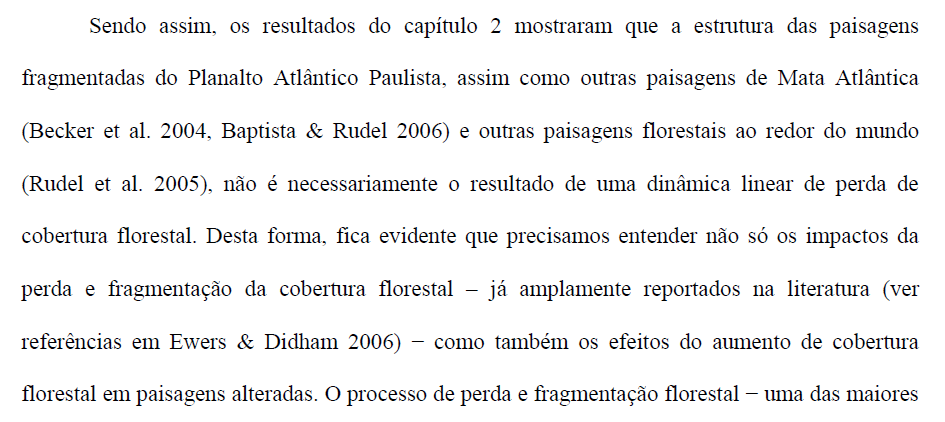 Sendo assim, os resultados do capítulo 2 mostraram que a estrutura das paisagens
fragmentadas do Planalto Atlântico Paulista, assim como outras paisagens de Mata Atlântica
(Becker et al. 2004, Baptista & Rudel 2006) e outras paisagens florestais ao redor do mundo
(Rudel et al. 2005), não é necessariamente o resultado de uma dinâmica linear de perda de
cobertura florestal. Desta forma, fica evidente que precisamos entender não só os impactos da
perda e fragmentação da cobertura florestal – já amplamente reportados na literatura (ver
referências em Ewers & Didham 2006) − como também os efeitos do aumento de cobertura
florestal em paisagens alteradas. O processo de perda e fragmentação florestal − uma das maiores